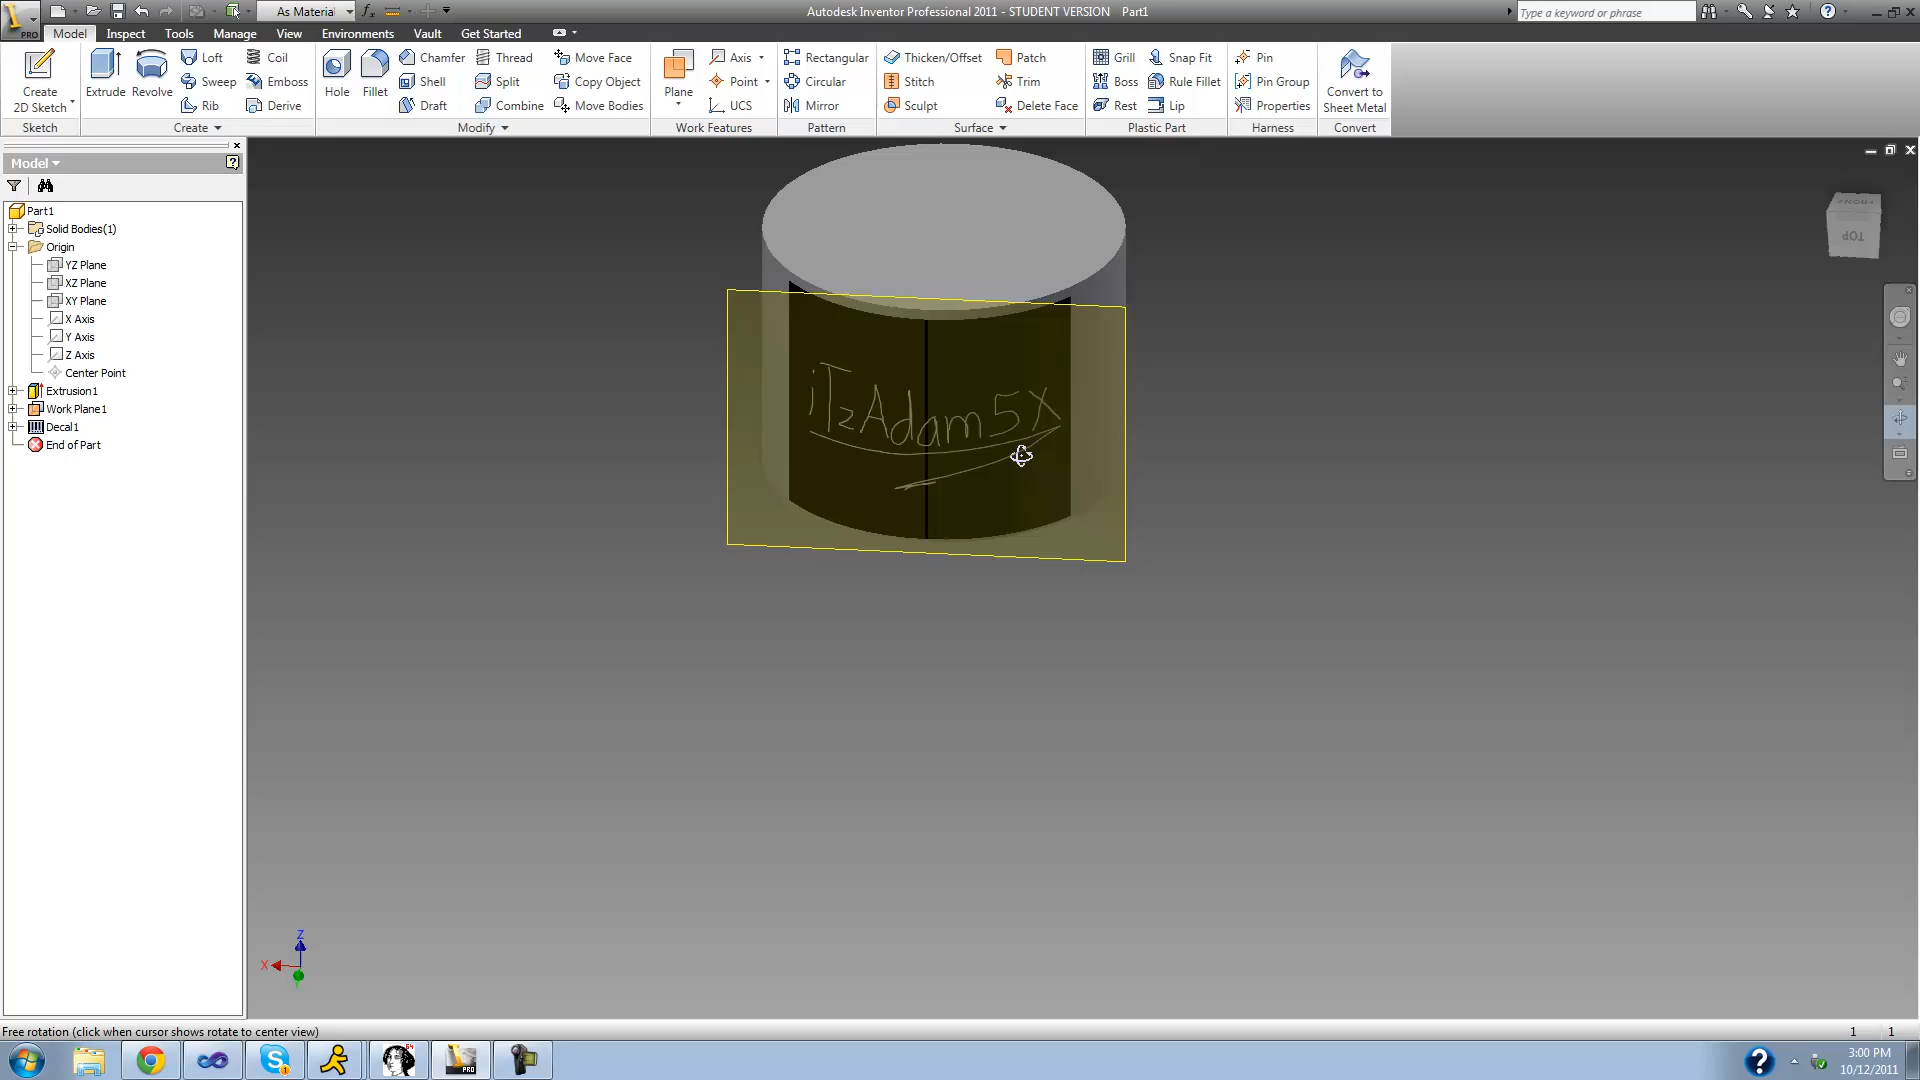 PRO
As Material
Autodesk Inventor Professional 2011 - STUDENT VERSION Part1
Type a keyword or phrase
Model Inspect Tools Manage View Environments Vault Get Started
Create 2D Sketch
Extrude Revolve
Loft Coil
Sweep Emboss
Rib Derive
Hole Fillet
Chamfer Thread Move Face
Shell Split Copy Object
Draft Combine Move Bodies
Plane
Axis
Point
UCS
Rectangular
Circular
Mirror
Thicken/Offset Patch
Stitch Trim
Sculpt Delete Face
Grill Snap Fit
Boss Rule Fillet
Rest Lip
Pin
Pin Group
Properties
Convert to Sheet Metal
Sketch Create Modify Work Features Pattern Surface Plastic Part Harness Convert
Model
Part1
Solid Bodies(1)
Origin
YZ Plane
XZ Plane
XY Plane
X Axis
Y Axis
Z Axis
Center Point
Extrusion1
Work Plane1
Decal1
End of Part
iTzAdam5X
FRONT
TOP
Z
X
Y
Free rotation (click when cursor shows rotate to center view)
1 1
64
PRO
3:00 PM
10/12/2011